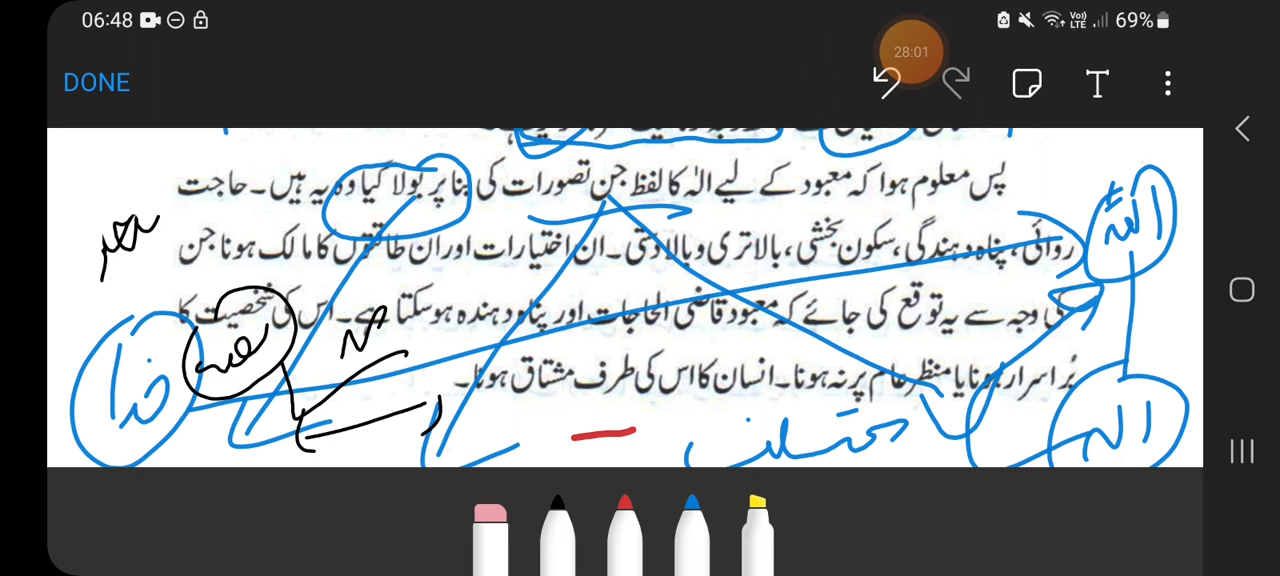 06:48
69%
28:01
DONE
T
پس معلوم ہوا کہ معبود کے لیے الٰہ کا لفظ جن تصورات کی بنا پر بولا گیا وہ یہ ہیں۔ حاجت
روائی، پناہ دہندگی، سکون بخشی، بالاتری و بالادستی۔ ان اختیارات اور ان طاقتوں کا مالک ہونا جن
کی وجہ سے یہ توقع کی جائے کہ معبود قاضی الحاجات اور پناہ دہندہ ہو سکتا ہے۔ اس کی شخصیت کا
پُراسرار ہونا یا منظرِ عام پر نہ ہونا۔ انسان کا اس کی طرف مشتاق ہونا۔
اللہ
خدا
الہ